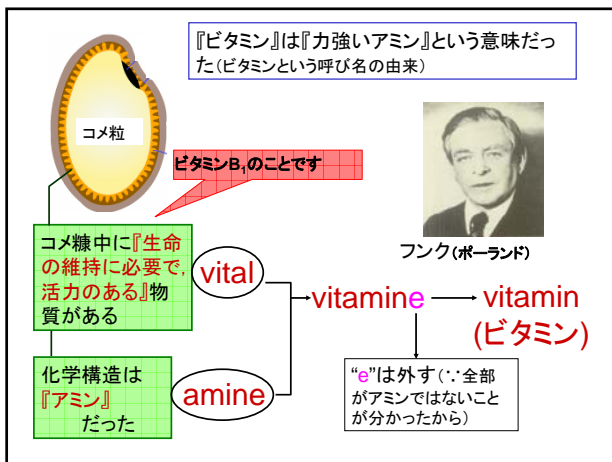 『ビタミン』は『力強いアミン』という意味だっ
た(ビタミンという呼び名の由来)
コメ粒
ビタミンB₁のことです
フンク(ポーランド)
コメ糠中に『生命
の維持に必要で,
活力のある』物
質がある
vital
vitamine
vitamin
(ビタミン)
化学構造は
『アミン』
だった
amine
“e”は外す(∵全部
がアミンではないこと
が分かったから)